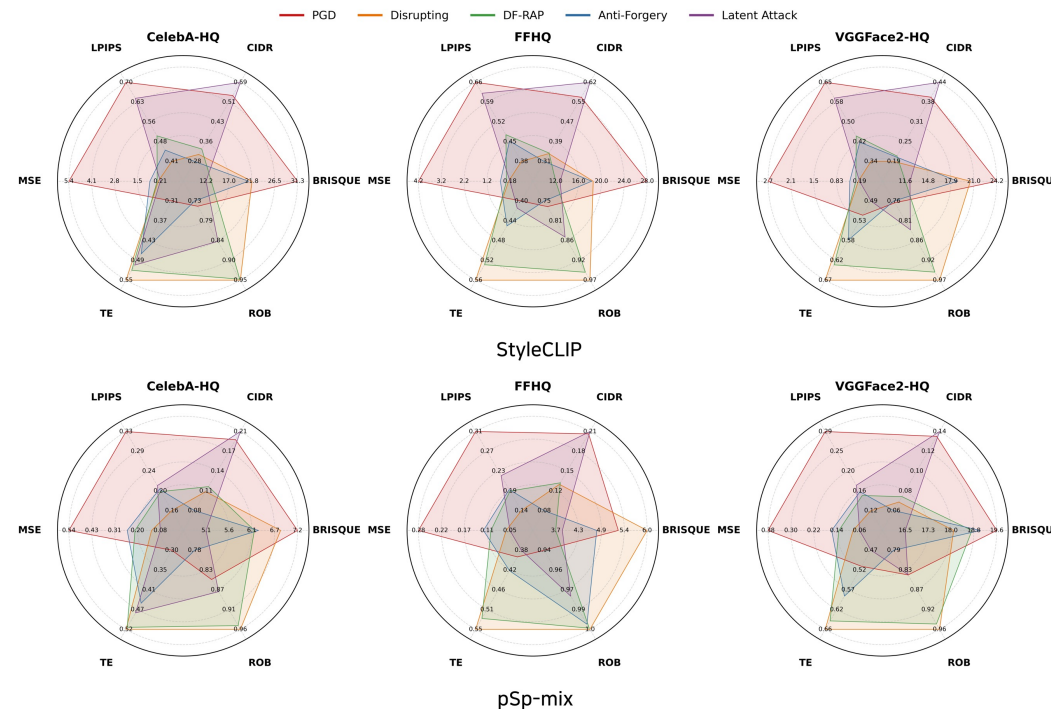 PGD Disrupting DF-RAP Anti-Forgery Latent Attack
CelebA-HQ
LPIPS CIDR
0.70 0.59
0.63 0.51
0.56 0.43
0.48 0.36
0.41 0.28
MSE 5.4 4.1 2.8 1.5 0.21 12.2 17.0 21.8 26.5 31.3 BRISQUE
0.31 0.73
0.37 0.79
0.43 0.84
0.49 0.90
0.55 0.95
TE ROB
FFHQ
LPIPS CIDR
0.66 0.62
0.59 0.55
0.52 0.47
0.45 0.39
0.38 0.31
MSE 4.2 3.2 2.2 1.2 0.18 12.0 16.0 20.0 24.0 28.0 BRISQUE
0.40 0.75
0.44 0.81
0.48 0.86
0.52 0.92
0.56 0.97
TE ROB
VGGFace2-HQ
LPIPS CIDR
0.65 0.44
0.58 0.38
0.50 0.31
0.42 0.25
0.34 0.19
MSE 2.7 2.1 1.5 0.83 0.19 11.6 14.8 17.9 21.0 24.2 BRISQUE
0.49 0.76
0.53 0.81
0.58 0.86
0.62 0.92
0.67 0.97
TE ROB
StyleCLIP
CelebA-HQ
LPIPS CIDR
0.33 0.21
0.29 0.17
0.24 0.14
0.20 0.11
0.16 0.08
MSE 0.54 0.43 0.31 0.20 0.08 5.1 5.6 6.1 6.7 7.2 BRISQUE
0.30 0.78
0.35 0.83
0.41 0.87
0.47 0.91
0.52 0.96
TE ROB
FFHQ
LPIPS CIDR
0.31 0.21
0.27 0.18
0.23 0.15
0.19 0.12
0.14 0.08
MSE 0.28 0.22 0.17 0.11 0.05 3.7 4.3 4.9 5.4 6.0 BRISQUE
0.38 0.94
0.42 0.96
0.46 0.97
0.51 0.99
0.55 1.0
TE ROB
VGGFace2-HQ
LPIPS CIDR
0.29 0.14
0.25 0.12
0.20 0.10
0.16 0.08
0.12 0.06
MSE 0.38 0.30 0.22 0.14 0.06 16.5 17.3 18.0 18.8 19.6 BRISQUE
0.47 0.79
0.52 0.83
0.57 0.87
0.62 0.92
0.66 0.96
TE ROB
pSp-mix